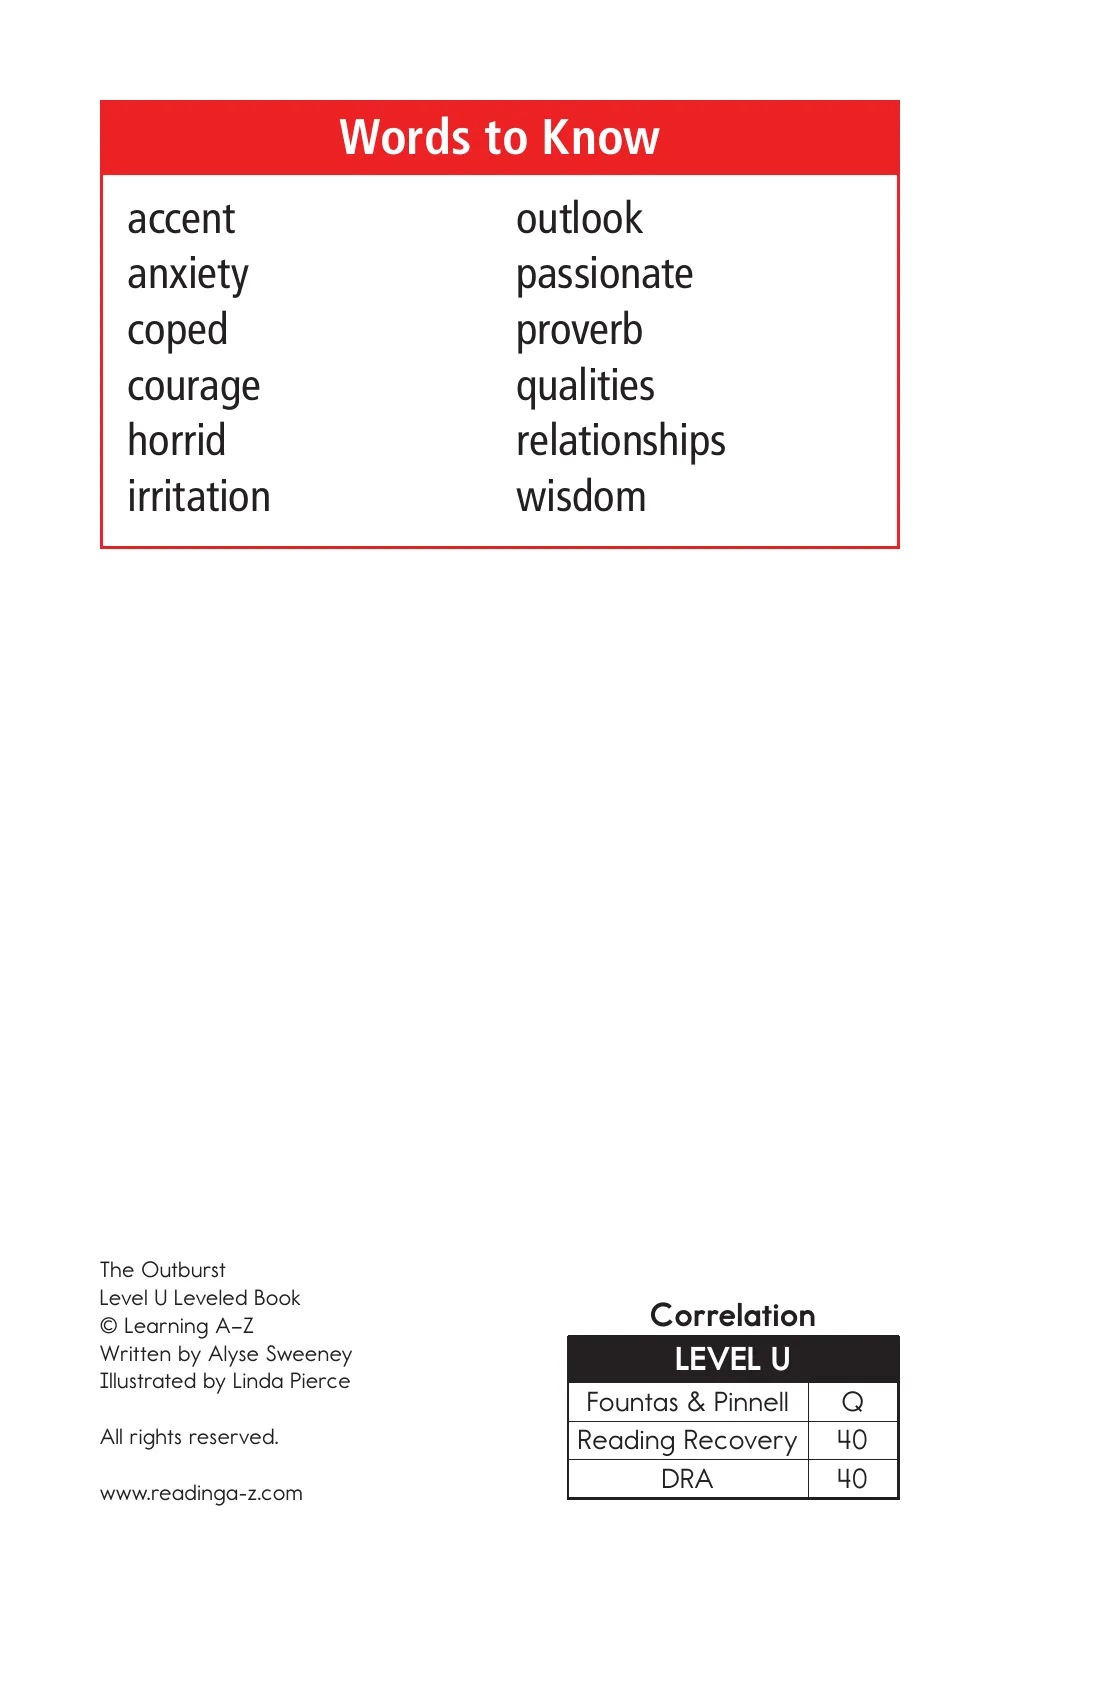 Words to Know
accent
anxiety
coped
courage
horrid
irritation
outlook
passionate
proverb
qualities
relationships
wisdom
The Outburst
Level U Leveled Book
© Learning A–Z
Written by Alyse Sweeney
Illustrated by Linda Pierce
All rights reserved.
www.readinga-z.com
Correlation
LEVEL U
Fountas & Pinnell Q
Reading Recovery 40
DRA 40